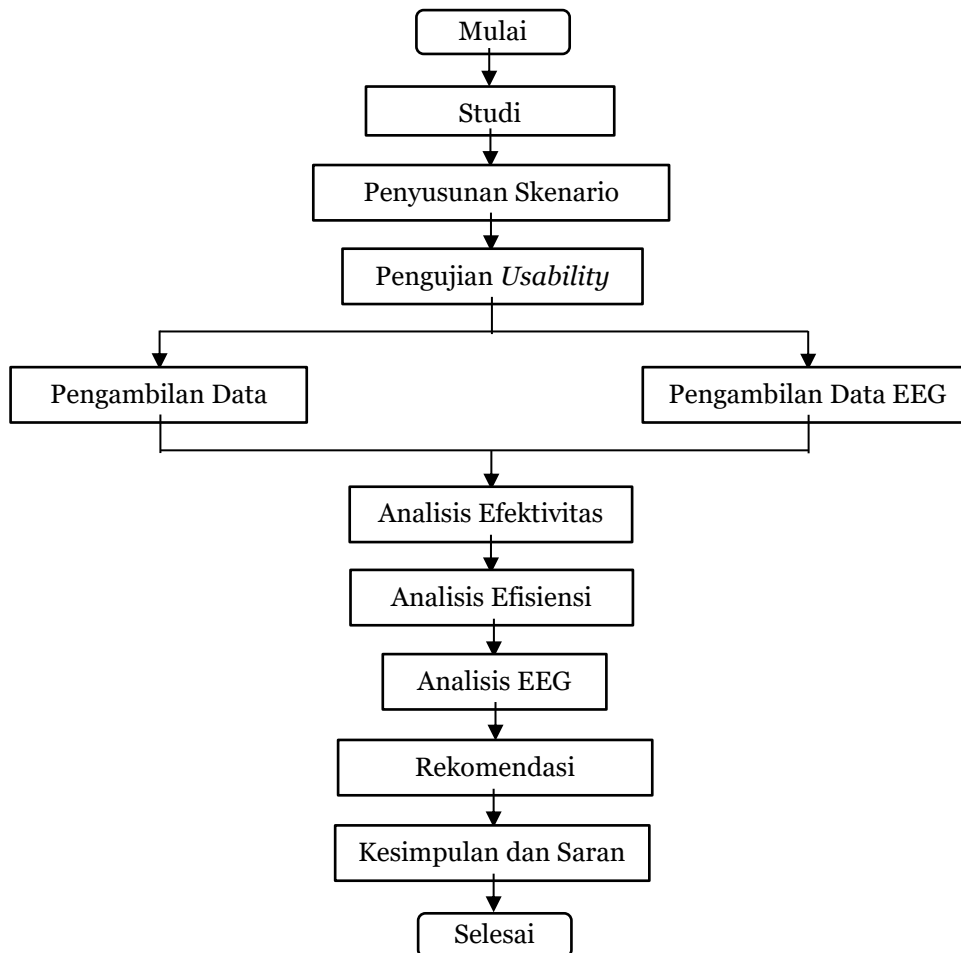 Mulai
Studi
Penyusunan Skenario
Pengujian Usability
Pengambilan Data
Pengambilan Data EEG
Analisis Efektivitas
Analisis Efisiensi
Analisis EEG
Rekomendasi
Kesimpulan dan Saran
Selesai